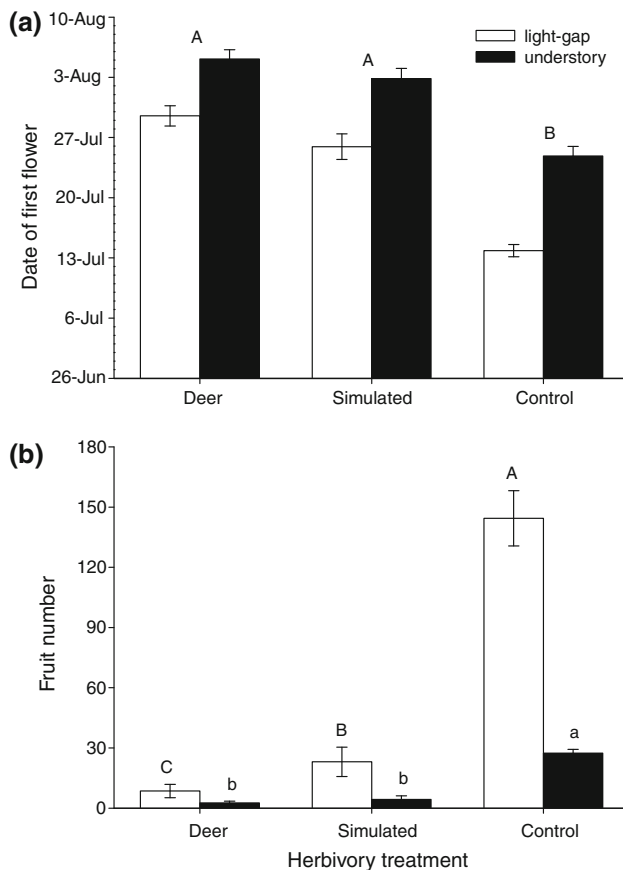 (a)
10-Aug
3-Aug
27-Jul
20-Jul
13-Jul
6-Jul
26-Jun
Date of first flower
A
A
B
light-gap
understory
Deer Simulated Control
(b)
180
150
120
90
60
30
0
Fruit number
C b B b A a
Deer Simulated Control
Herbivory treatment